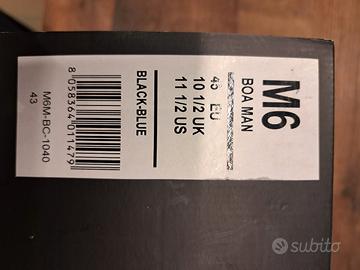 M6
BOA MAN
EU
10 1/2 UK
11 1/2 US
BLACK-BLUE
8 058364 011479
M6M-BC-1040
43
subito